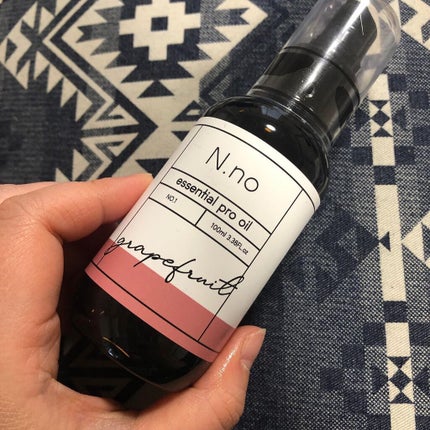 N.no
essential pro oil
NO.1
100ml 3.38FL.oz
grapefruit